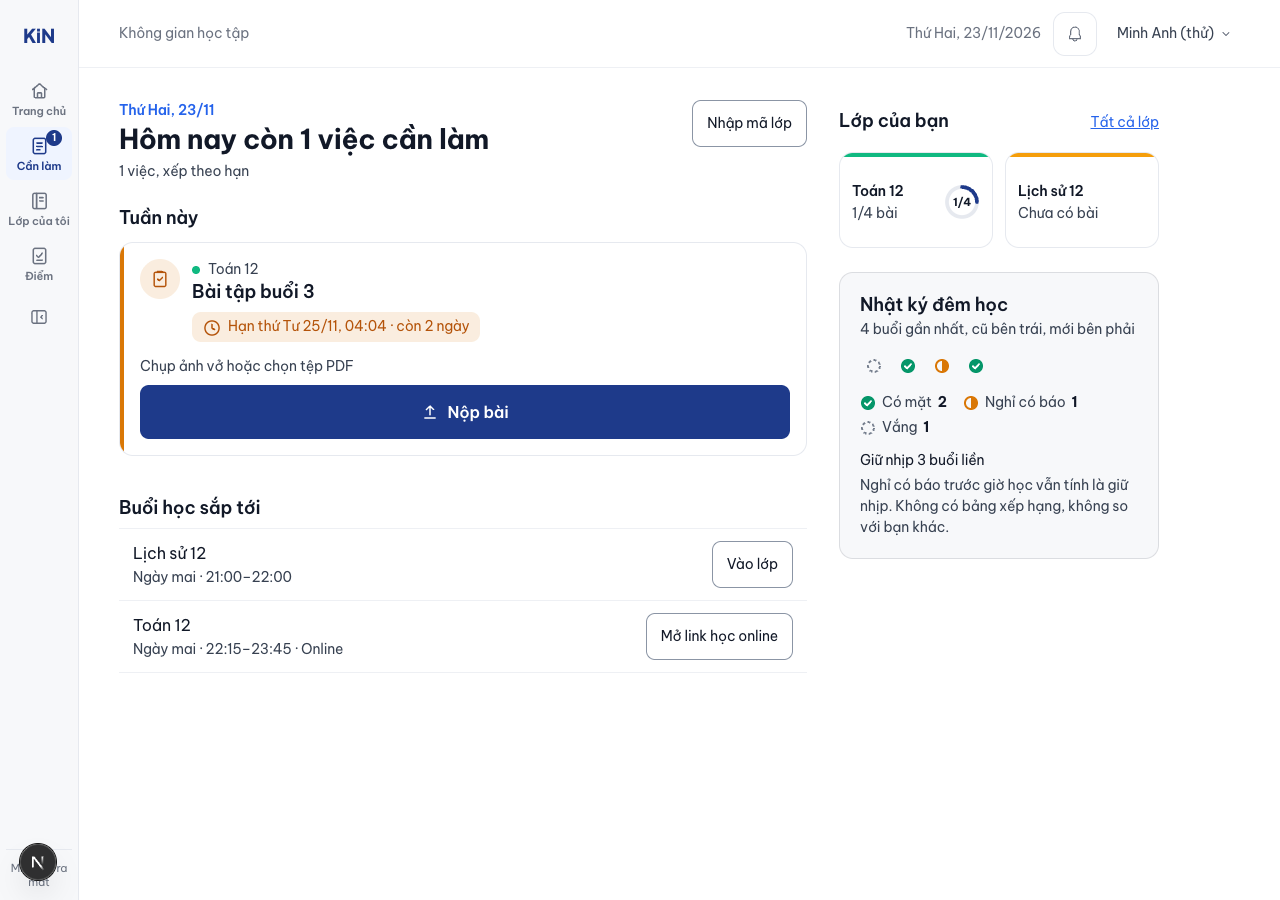 KiN
Trang chủ
1
Cần làm
Lớp của tôi
Điểm
Không gian học tập
Thứ Hai, 23/11/2026
Minh Anh (thử)
Thứ Hai, 23/11
Hôm nay còn 1 việc cần làm
1 việc, xếp theo hạn
Nhập mã lớp
Tuần này
Toán 12
Bài tập buổi 3
Hạn thứ Tư 25/11, 04:04 · còn 2 ngày
Chụp ảnh vở hoặc chọn tệp PDF
Nộp bài
Buổi học sắp tới
Lịch sử 12
Ngày mai · 21:00–22:00
Vào lớp
Toán 12
Ngày mai · 22:15–23:45 · Online
Mở link học online
Lớp của bạn
Tất cả lớp
Toán 12
1/4 bài
1/4
Lịch sử 12
Chưa có bài
Nhật ký đêm học
4 buổi gần nhất, cũ bên trái, mới bên phải
Có mặt 2
Nghỉ có báo 1
Vắng 1
Giữ nhịp 3 buổi liền
Nghỉ có báo trước giờ học vẫn tính là giữ
nhịp. Không có bảng xếp hạng, không so
với bạn khác.
N